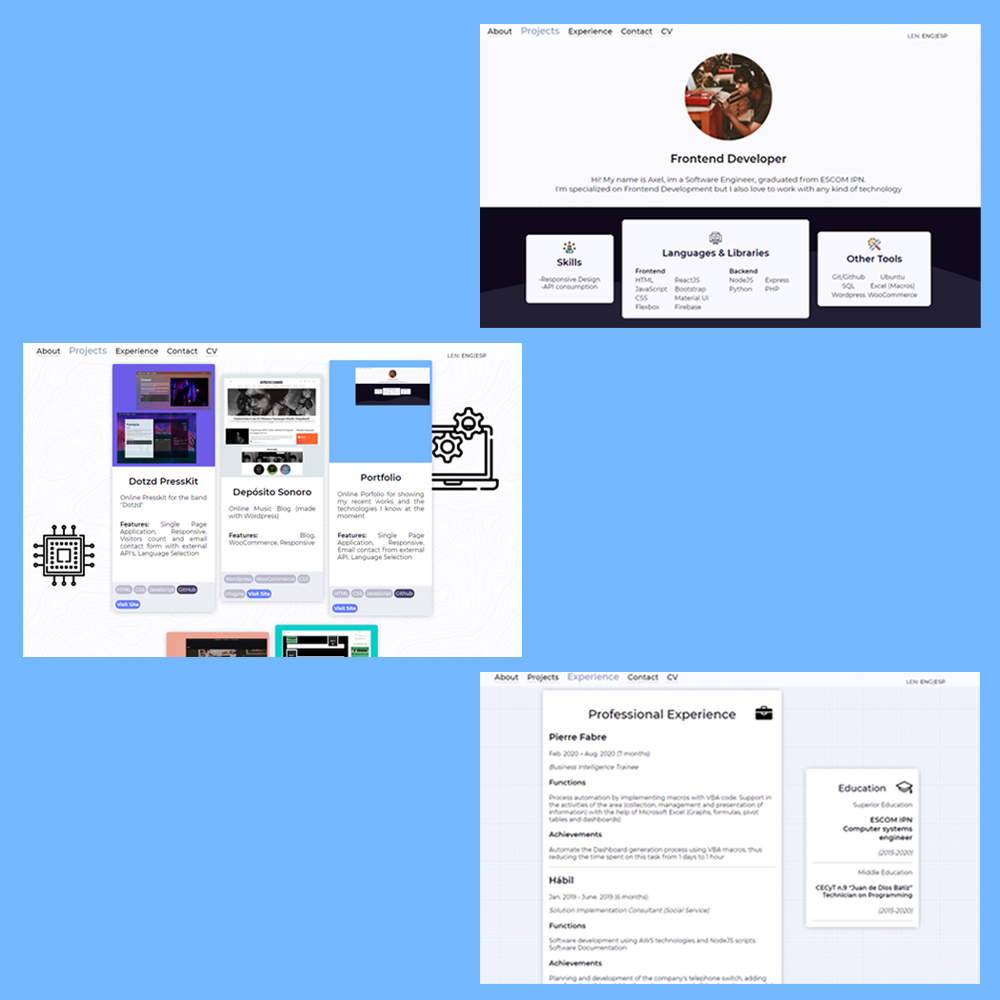 About Projects Experience Contact CV
LEN: ENG|ESP
Frontend Developer
Hi! My name is Axel, im a Software Engineer, graduated from ESCOM IPN.
I'm specialized on Frontend Development but I also love to work with any kind of technology
Skills
-Responsive Design
-API consumption
Languages & Libraries
Frontend
HTML ReactJS
JavaScript Bootstrap
CSS Material UI
Flexbox Firebase
Backend
NodeJS Express
Python PHP
Other Tools
Git/Github Ubuntu
SQL Excel (Macros)
Wordpress WooCommerce
About Projects Experience Contact CV
LEN: ENG|ESP
Dotzd PressKit
Online Presskit for the band
"Dotzd"
Features: Single Page
Application, Responsive,
Visitors count and email
contact form with external
API's, Language Selection
HTML CSS JavaScript GitHub
Visit Site
Depósito Sonoro
Online Music Blog (made
with Wordpress)
Features: Blog,
WooCommerce, Responsive
Wordpress WooCommerce CSS
Plugins Visit Site
Portfolio
Online Porfolio for showing
my recent works and the
technologies I know at the
moment
Features: Single Page
Application, Responsive,
Email contact from external
API, Language Selection
HTML CSS JavaScript Github
Visit Site
About Projects Experience Contact CV
LEN: ENG|ESP
Professional Experience
Pierre Fabre
Feb. 2020 - Aug. 2020 (7 months)
Business Intelligence Trainee
Functions
Process automation by implementing macros with VBA code. Support in
the activities of the area (collection, management and presentation of
information) with the help of Microsoft Excel (Graphs, formulas, pivot
tables and dashboards)
Achievements
Automate the Dashboard generation process using VBA macros, thus
reducing the time spent on this task from 1 days to 1 hour
Hábil
Jan. 2019 - June. 2019 (6 months)
Solution Implementation Consultant (Social Service)
Functions
Software development using AWS technologies and NodeJS scripts.
Software Documentation
Achievements
Planning and development of the company's telephone switch, adding
Education
Superior Education
ESCOM IPN
Computer systems
engineer
(2015-2020)
Middle Education
CECyT n.9 "Juan de Dios Bátiz"
Technician on Programming
(2015-2020)